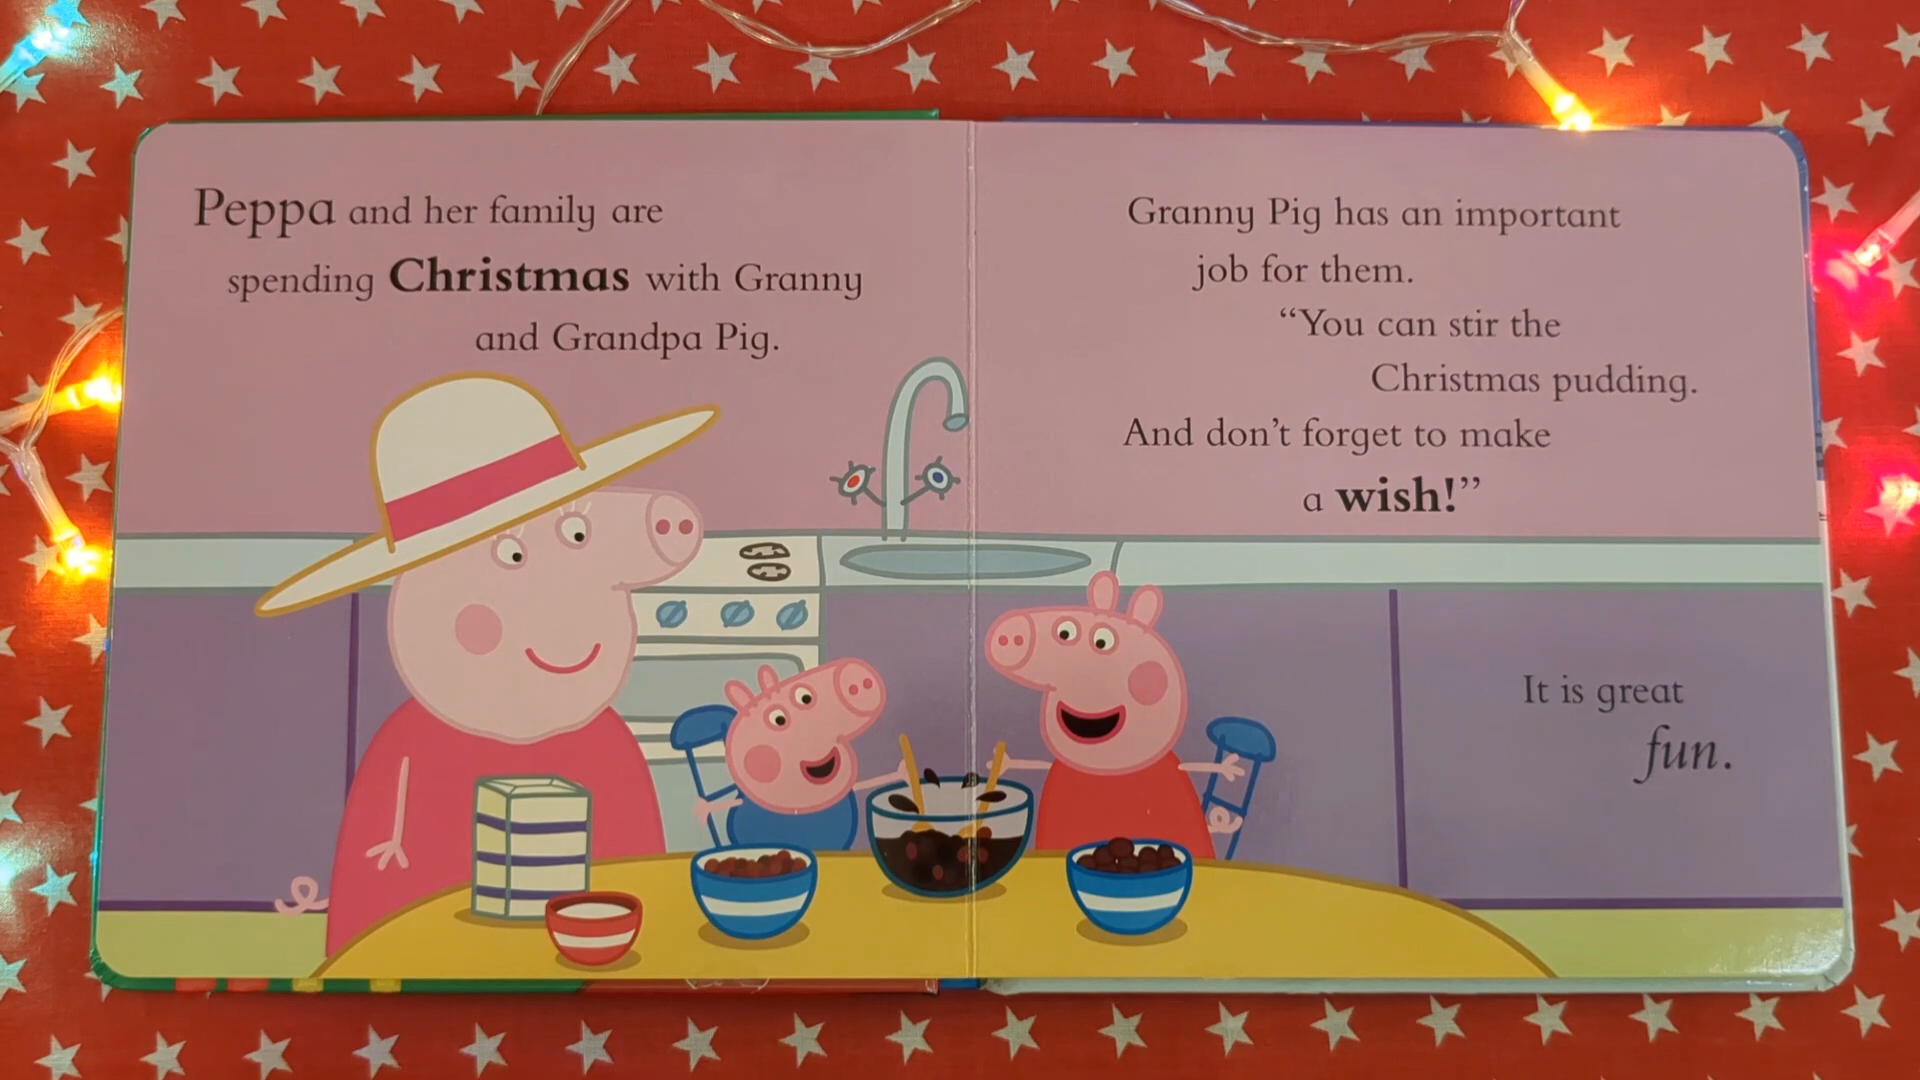 Peppa and her family are
spending Christmas with Granny
and Grandpa Pig.
Granny Pig has an important
job for them.
“You can stir the
Christmas pudding.
And don’t forget to make
a wish!”
It is great
fun.